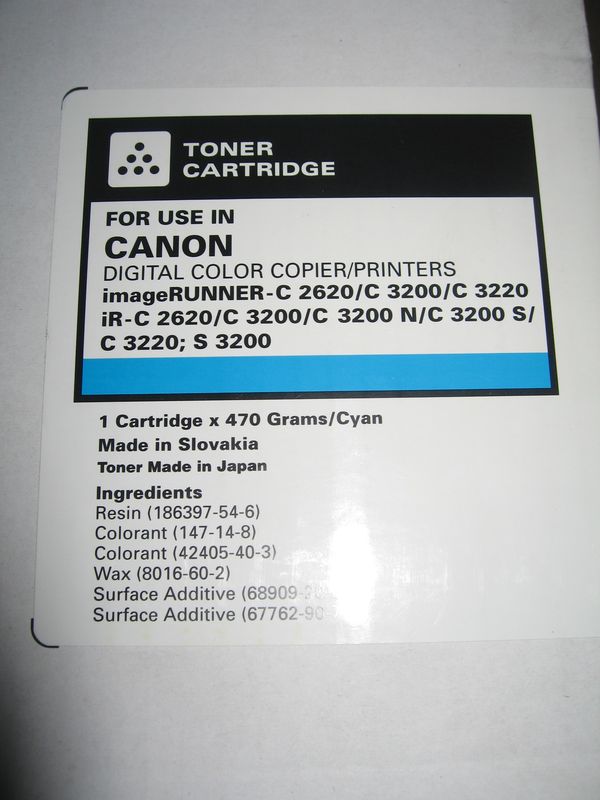 TONER
CARTRIDGE
FOR USE IN
CANON
DIGITAL COLOR COPIER/PRINTERS
imageRUNNER-C 2620/C 3200/C 3220
iR-C 2620/C 3200/C 3200 N/C 3200 S/
C 3220; S 3200
1 Cartridge x 470 Grams/Cyan
Made in Slovakia
Toner Made in Japan
Ingredients
Resin (186397-54-6)
Colorant (147-14-8)
Colorant (42405-40-3)
Wax (8016-60-2)
Surface Additive
Surface Additive